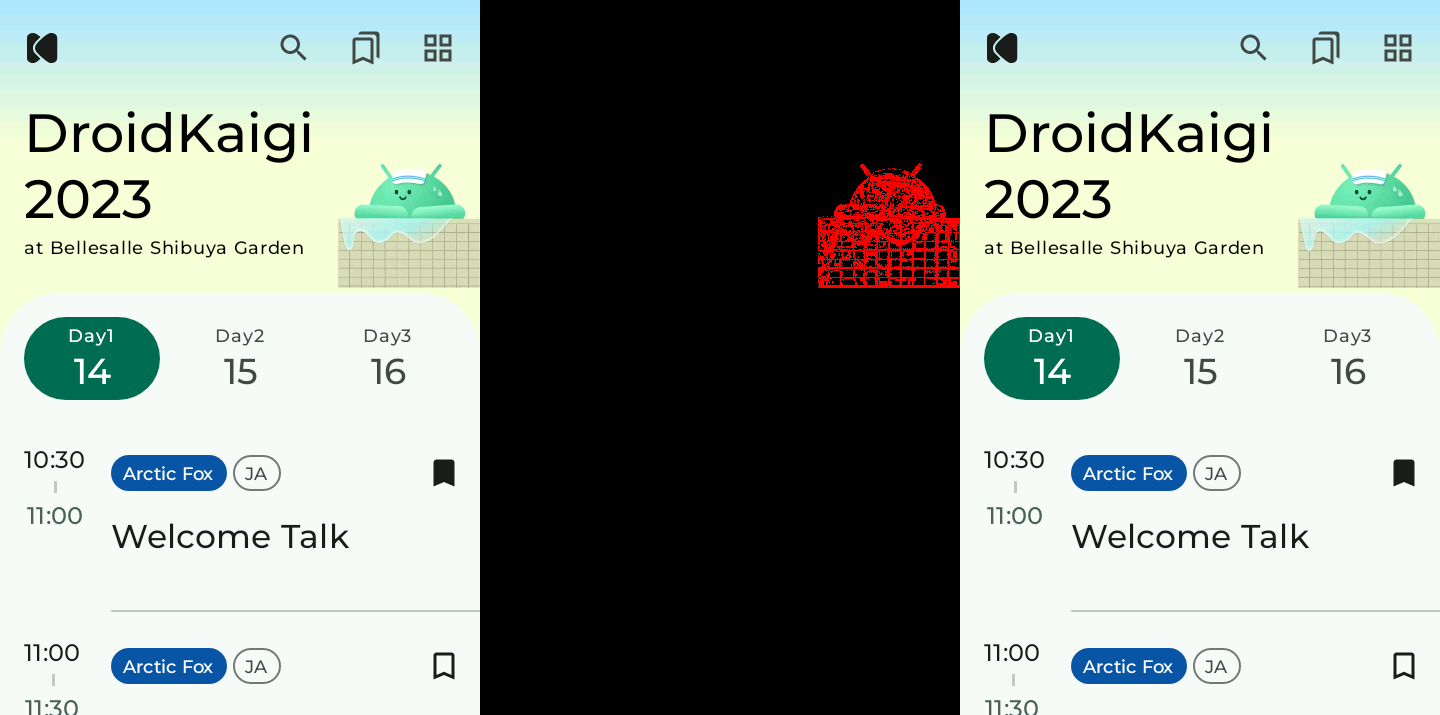 DroidKaigi
2023
at Bellesalle Shibuya Garden
Day1 Day2 Day3
14 15 16
10:30 Arctic Fox JA
11:00
Welcome Talk
11:00 Arctic Fox JA
11:30
DroidKaigi
2023
at Bellesalle Shibuya Garden
Day1 Day2 Day3
14 15 16
10:30 Arctic Fox JA
11:00
Welcome Talk
11:00 Arctic Fox JA
11:30